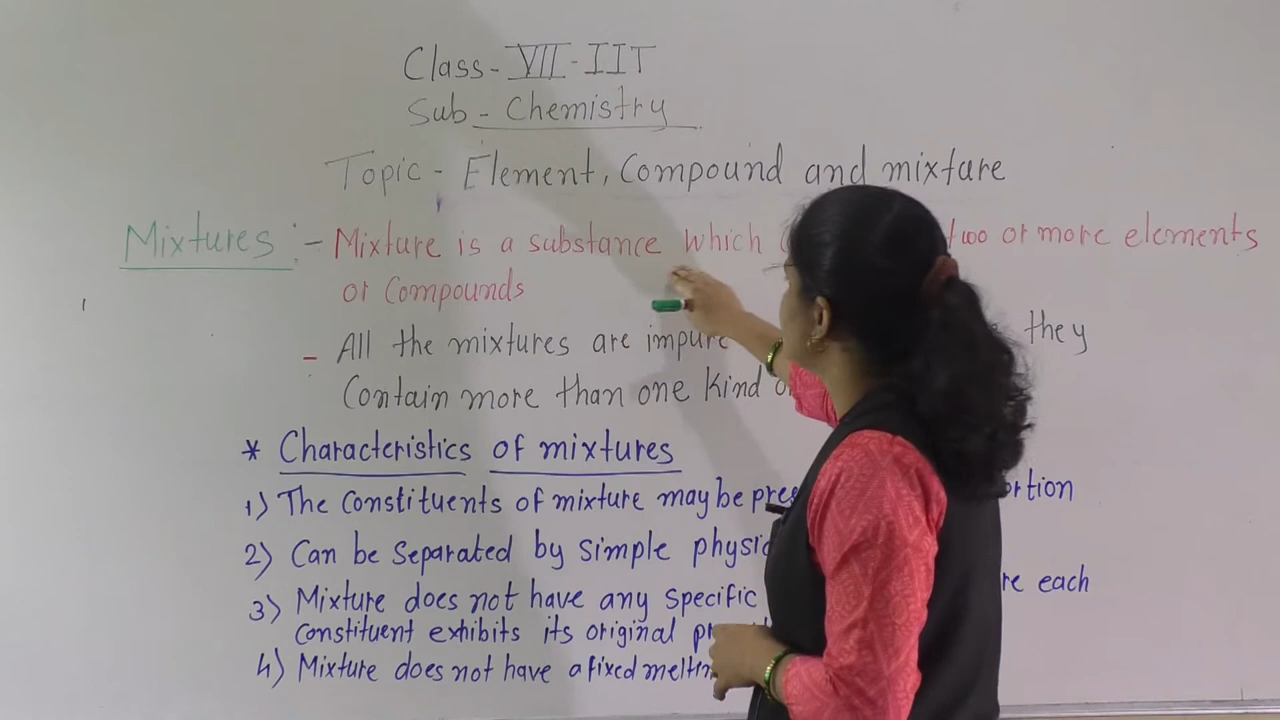 Class - VII - IIT
Sub - Chemistry
Topic - Element, Compound and mixture
Mixtures :- Mixture is a substance which two or more elements
or Compounds
- All the mixtures are impure they
Contain more than one kind
* Characteristics of mixtures
1) The constituents of mixture may be
2) Can be separated by simple
3) Mixture does not have any specific each
constituent exhibits its original
4) Mixture does not have a fixed